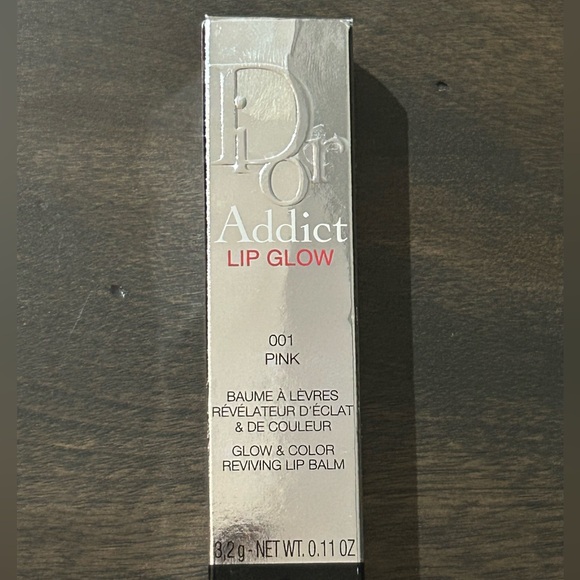 Dior
Addict
LIP GLOW
001
PINK
BAUME À LÈVRES
RÉVÉLATEUR D'ÉCLAT
& DE COULEUR
GLOW & COLOR
REVIVING LIP BALM
3,2 g - NET WT. 0.11 OZ